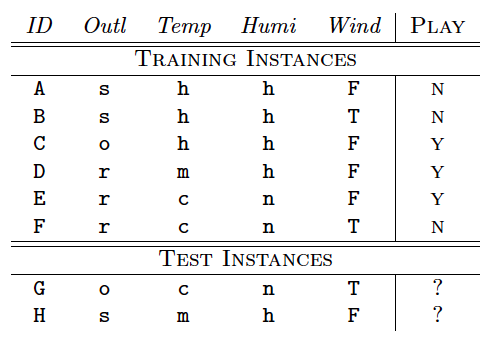 ID Outl Temp Humi Wind PLAY
TRAINING INSTANCES
A s h h F N
B s h h T N
C o h h F Y
D r m h F Y
E r c n F Y
F r c n T N
TEST INSTANCES
G o c n T ?
H s m h F ?